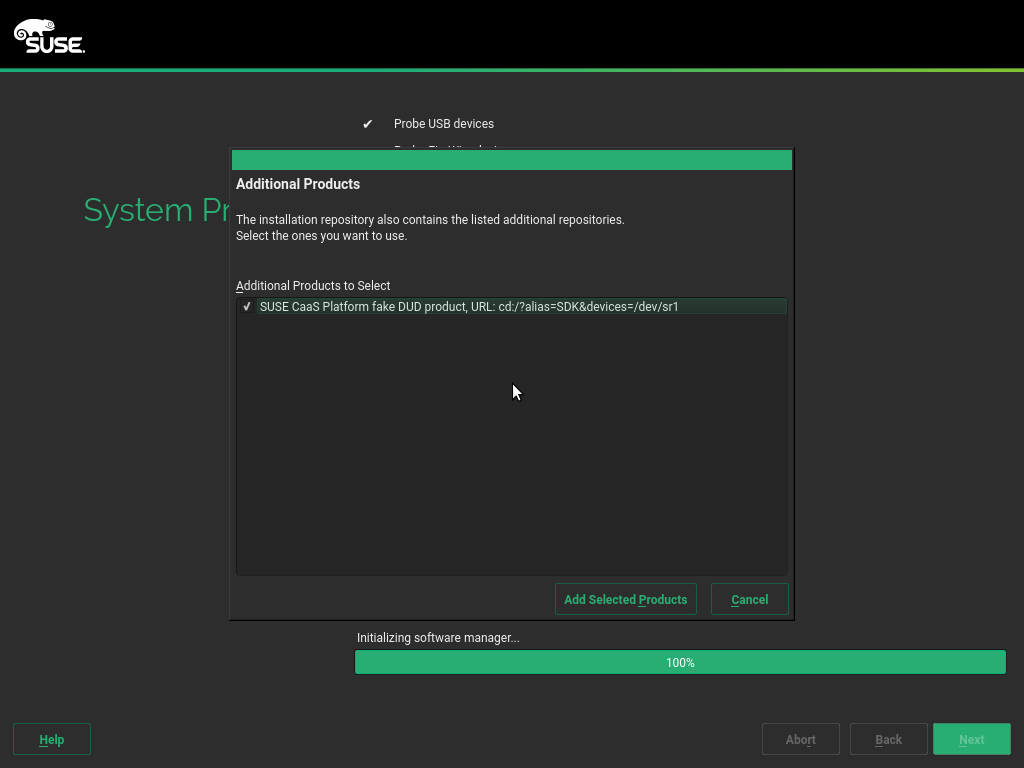 SUSE.
Probe USB devices
System Pr
Additional Products
The installation repository also contains the listed additional repositories.
Select the ones you want to use.
Additional Products to Select
SUSE CaaS Platform fake DUD product, URL: cd:/?alias=SDK&devices=/dev/sr1
Add Selected Products
Cancel
Initializing software manager...
100%
Help
Abort
Back
Next